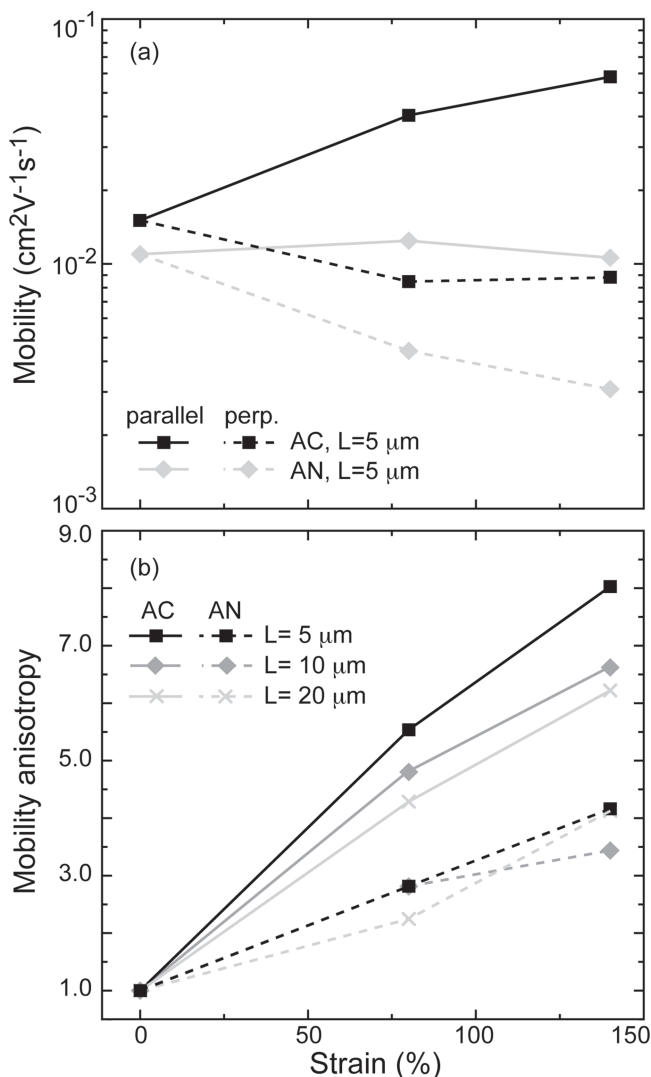 10⁻¹
(a)
Mobility (cm²V⁻¹s⁻¹)
10⁻²
parallel perp.
AC, L=5 μm
AN, L=5 μm
10⁻³
9.0
(b)
AC AN
L= 5 μm
7.0
L= 10 μm
L= 20 μm
Mobility anisotropy
5.0
3.0
1.0
0 50 100 150
Strain (%)